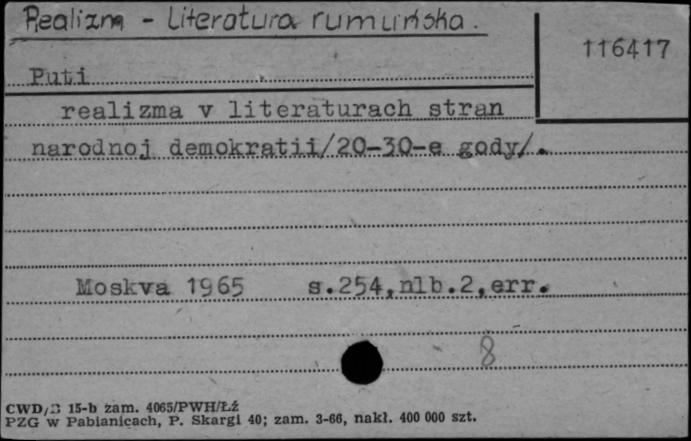 Realizm - Literatura rumuńska.
116417
Puti
realizma v literaturach stran
narodnoj demokratii/20-30-e gody/.
Moskva 1965 s.254,nlb.2,err.
8
CWD/3 15-b zam. 4065/PWH/Łź
PZG w Pabianicach, P. Skargi 40; zam. 3-66, nakł. 400 000 szt.